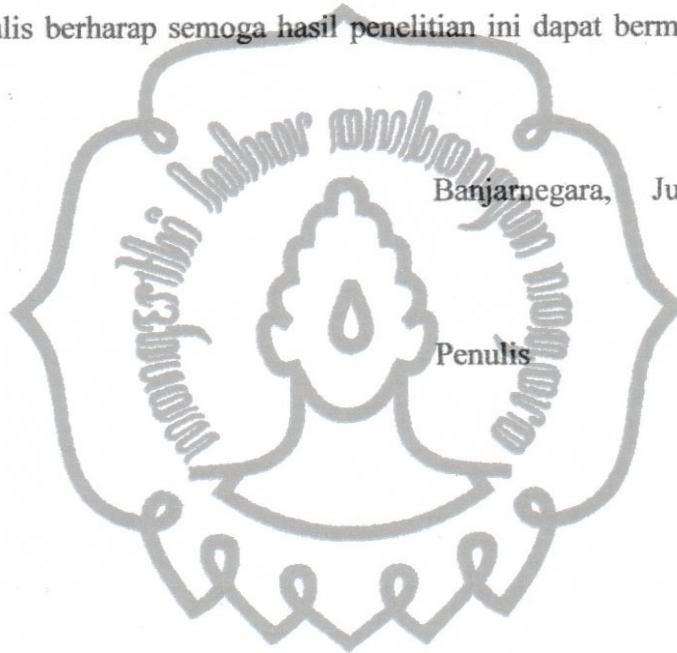 lis berharap semoga hasil penelitian ini dapat berm
Banjarnegara, Ju
Penulis